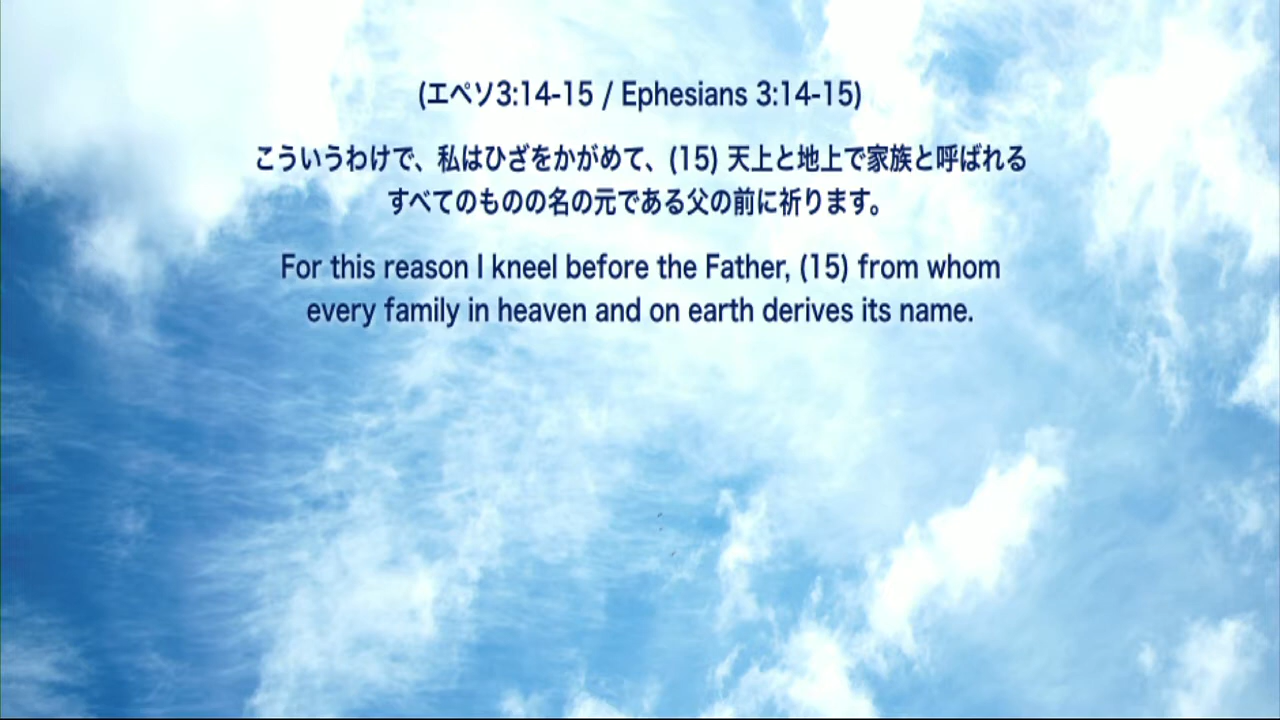 (エペソ3:14-15 / Ephesians 3:14-15)
こういうわけで、私はひざをかがめて、(15) 天上と地上で家族と呼ばれる
すべてのものの名の元である父の前に祈ります。
For this reason I kneel before the Father, (15) from whom
every family in heaven and on earth derives its name.